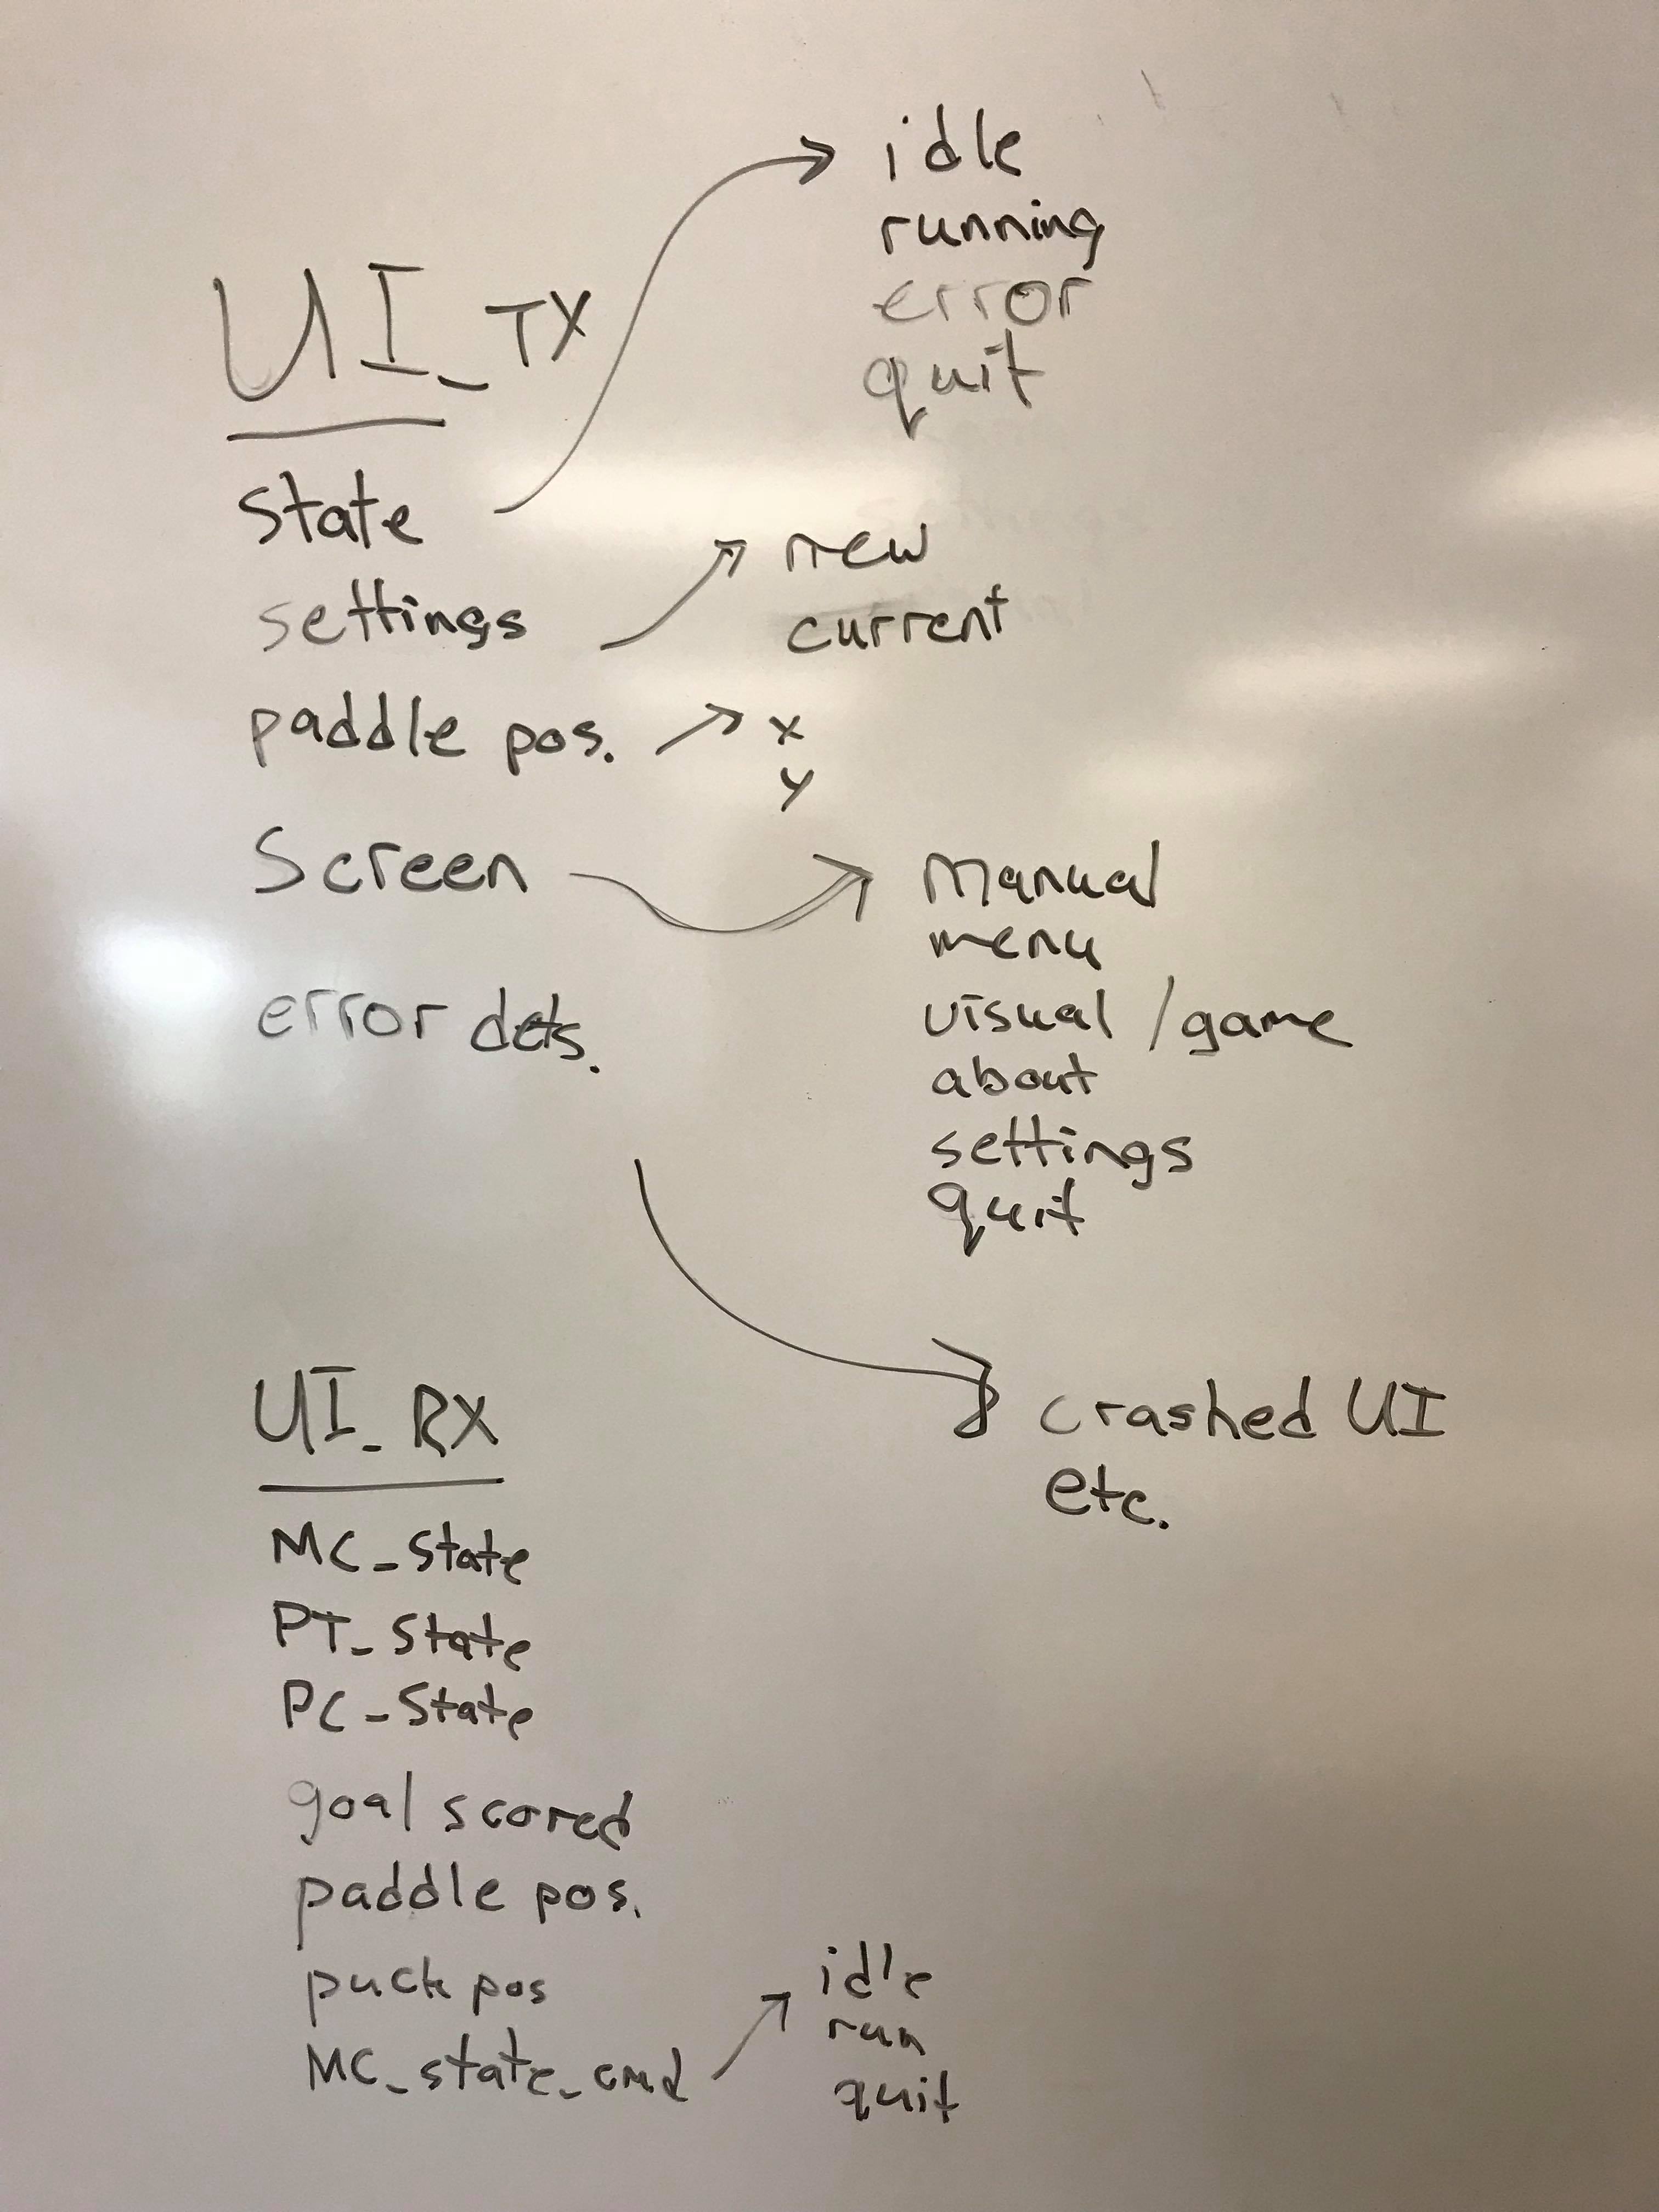 UI_TX
state
settings
paddle pos.
Screen
error dets.
idle
running
error
quit
new
current
x
y
Manual
menu
visual / game
about
settings
quit
crashed UI
etc.
UI_RX
MC_State
PT_State
PC_State
goal scored
paddle pos.
puck pos
MC_state_cmd
idle
run
quit